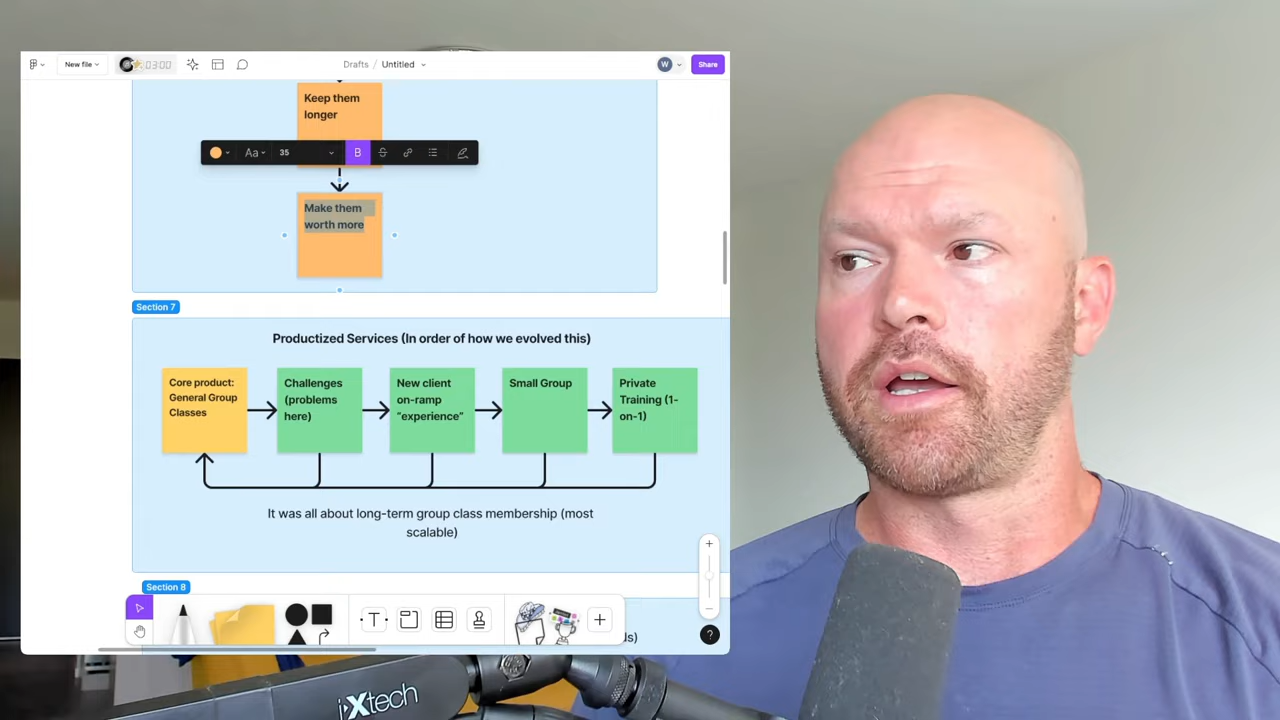 New file
03:00
Drafts / Untitled
W
Share
Keep them
longer
Aa
35
B
Make them
worth more
Section 7
Productized Services (In order of how we evolved this)
Core product:
General Group
Classes
Challenges
(problems
here)
New client
on-ramp
“experience”
Small Group
Private
Training (1-
on-1)
It was all about long-term group class membership (most
scalable)
Section 8
T
ls)
?
iXtech